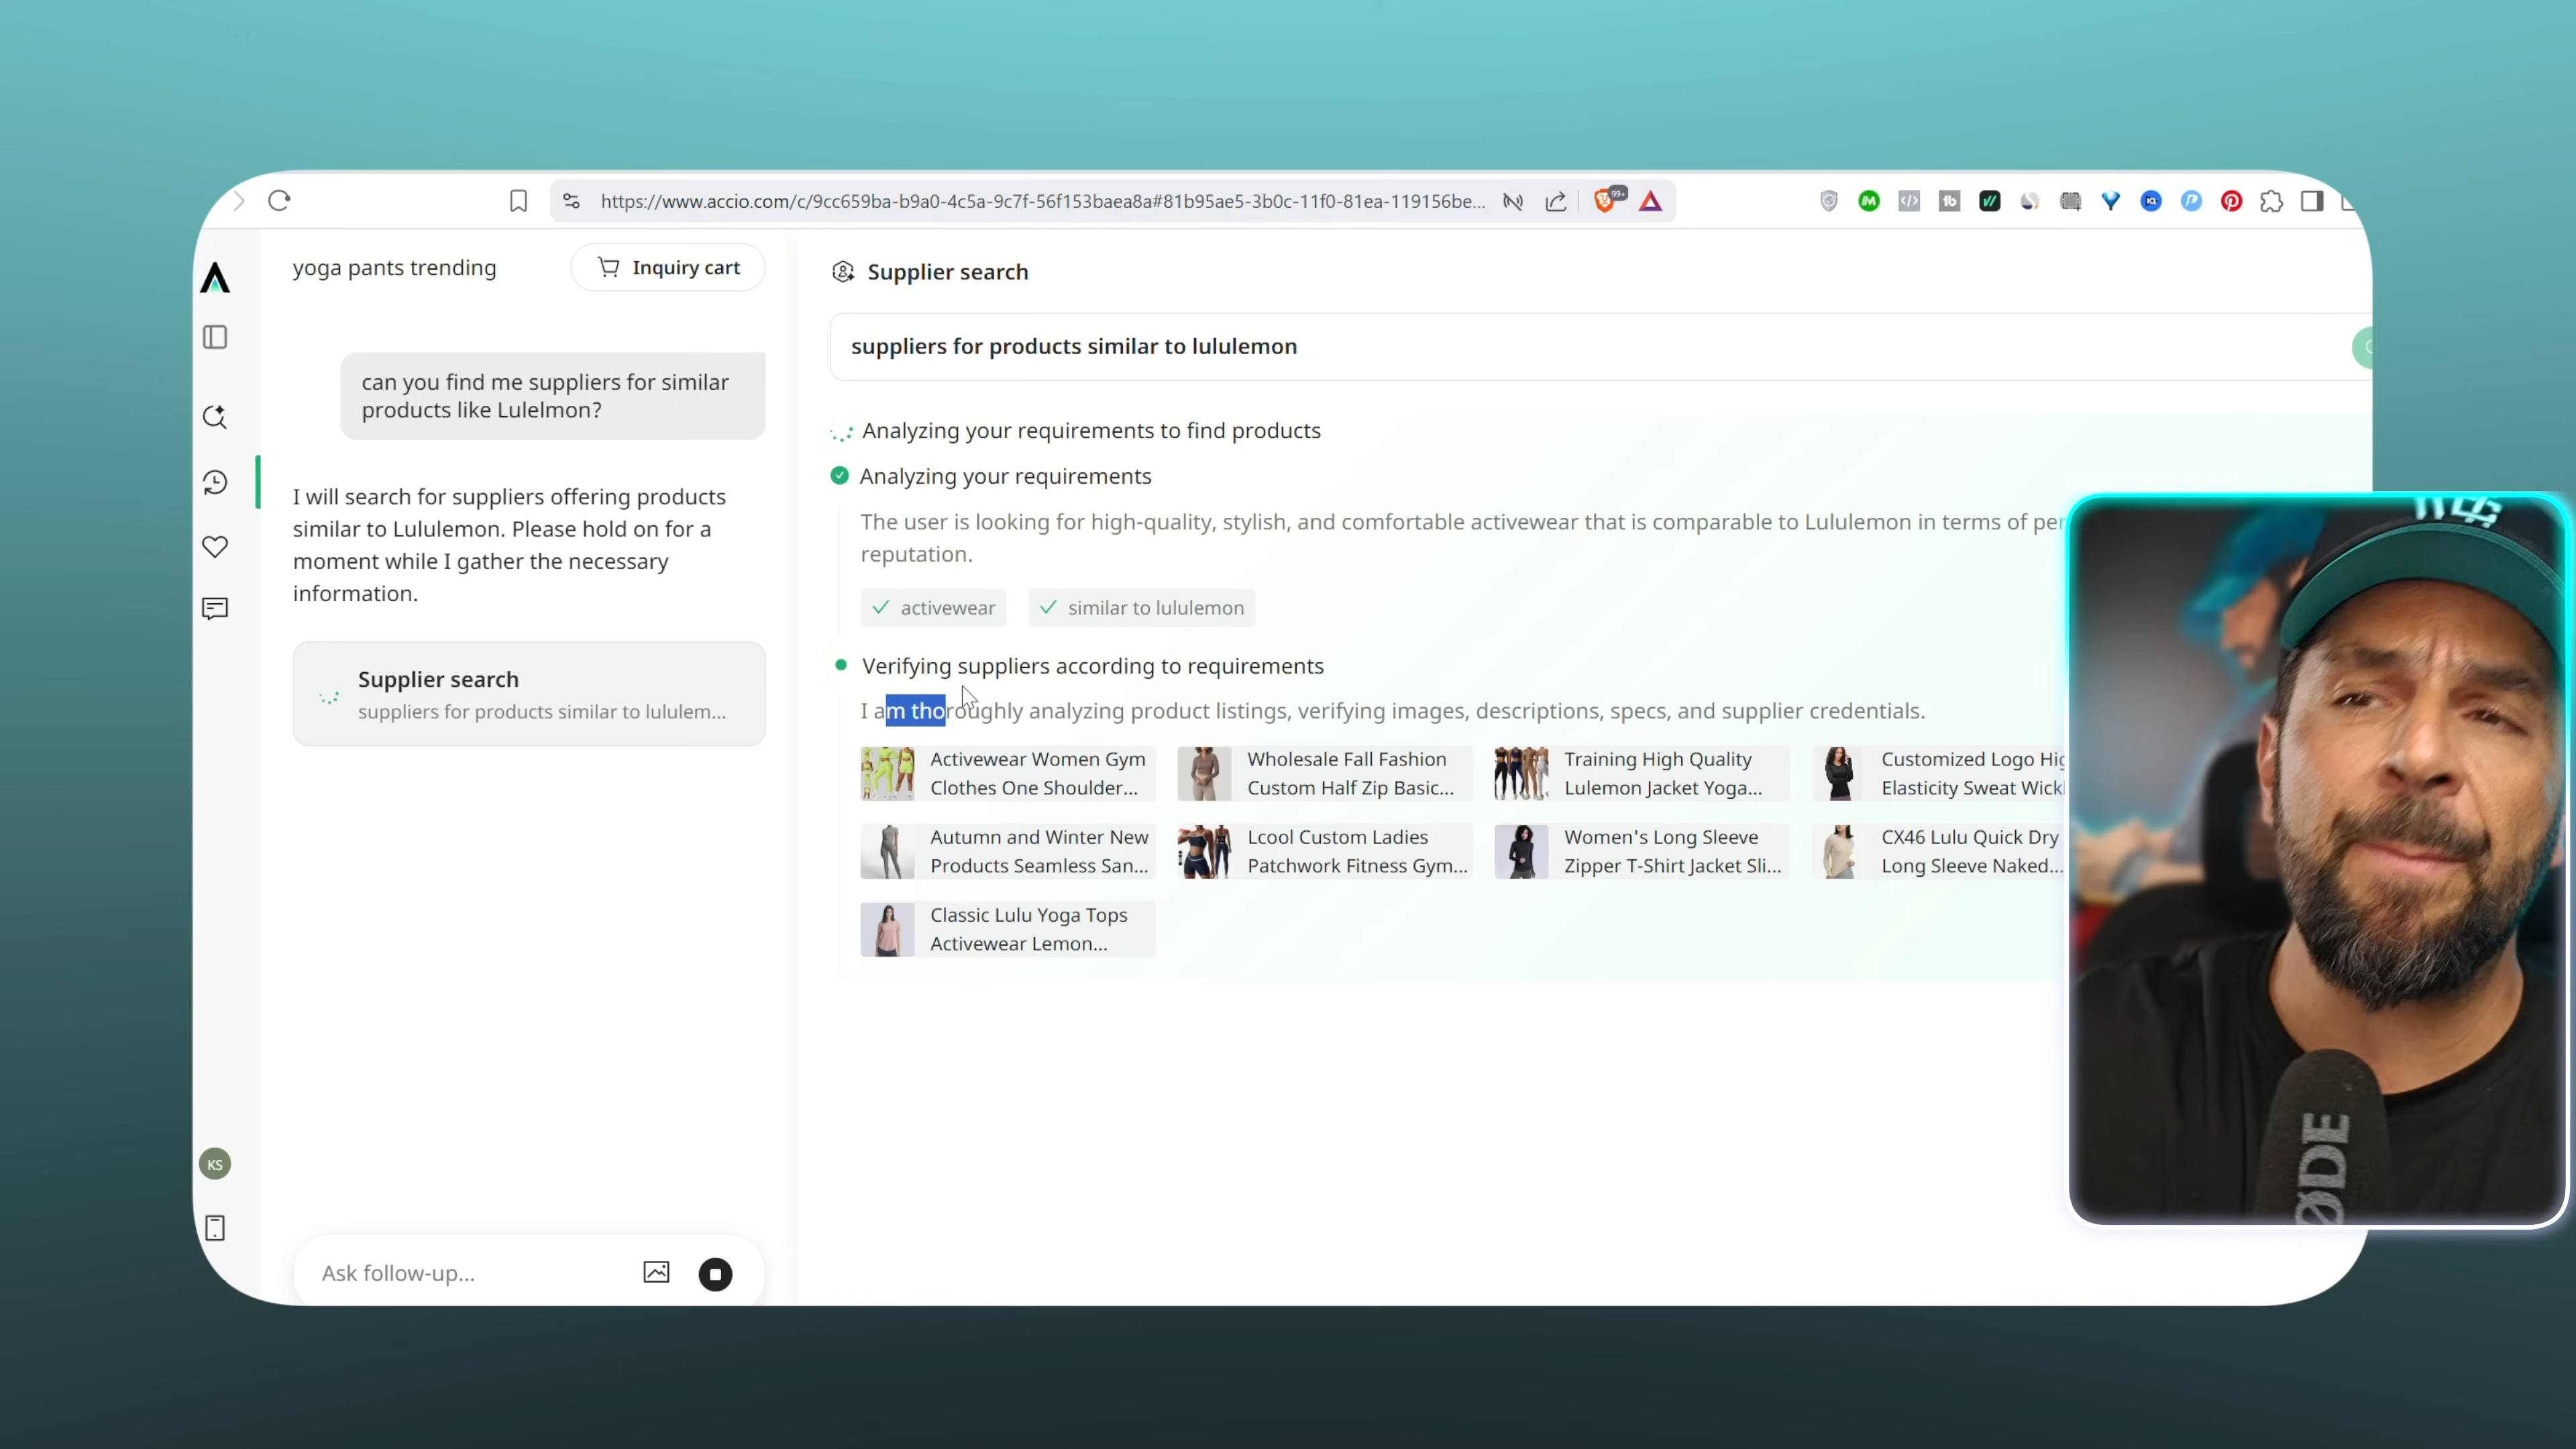 https://www.accio.com/c/9cc659ba-b9a0-4c5a-9c7f-56f153baea8a#81b95ae5-3b0c-11f0-81ea-119156be...
99+
yoga pants trending
Inquiry cart
can you find me suppliers for similar
products like Lulelmon?
I will search for suppliers offering products
similar to Lululemon. Please hold on for a
moment while I gather the necessary
information.
Supplier search
suppliers for products similar to lululem...
KS
Ask follow-up...
Supplier search
suppliers for products similar to lululemon
Analyzing your requirements to find products
Analyzing your requirements
The user is looking for high-quality, stylish, and comfortable activewear that is comparable to Lululemon in terms of per
reputation.
activewear
similar to lululemon
Verifying suppliers according to requirements
I am thoroughly analyzing product listings, verifying images, descriptions, specs, and supplier credentials.
Activewear Women Gym
Clothes One Shoulder...
Wholesale Fall Fashion
Custom Half Zip Basic...
Training High Quality
Lulemon Jacket Yoga...
Customized Logo Hig
Elasticity Sweat Wicki
Autumn and Winter New
Products Seamless San...
Lcool Custom Ladies
Patchwork Fitness Gym...
Women's Long Sleeve
Zipper T-Shirt Jacket Sli...
CX46 Lulu Quick Dry
Long Sleeve Naked...
Classic Lulu Yoga Tops
Activewear Lemon...
RØDE